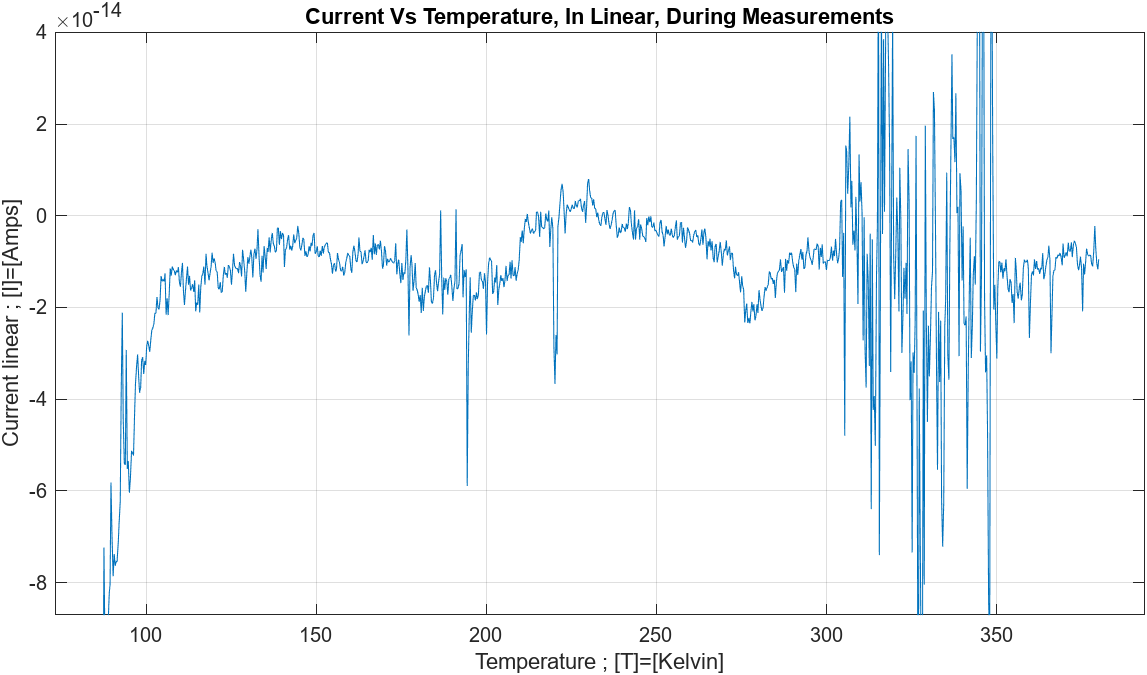 Current Vs Temperature, In Linear, During Measurements
×10-14
4
2
0
-2
-4
-6
-8
Current linear ; [I]=[Amps]
100 150 200 250 300 350
Temperature ; [T]=[Kelvin]